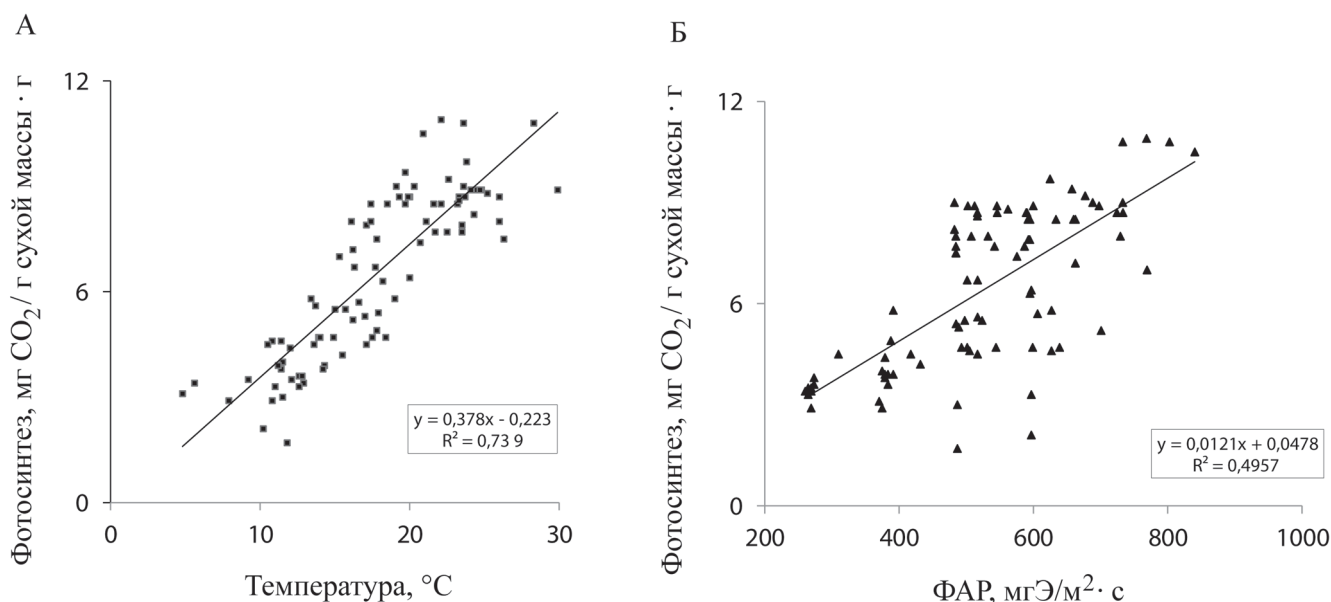 А
Фотосинтез, мг CO₂/ г сухой массы · г
12
6
0
0
10
20
30
y = 0,378x - 0,223
R² = 0,73 9
Температура, °C
Б
Фотосинтез, мг CO₂/ г сухой массы · г
12
6
0
200
400
600
800
1000
y = 0,0121x + 0,0478
R² = 0,4957
ФАР, мгЭ/м²· с